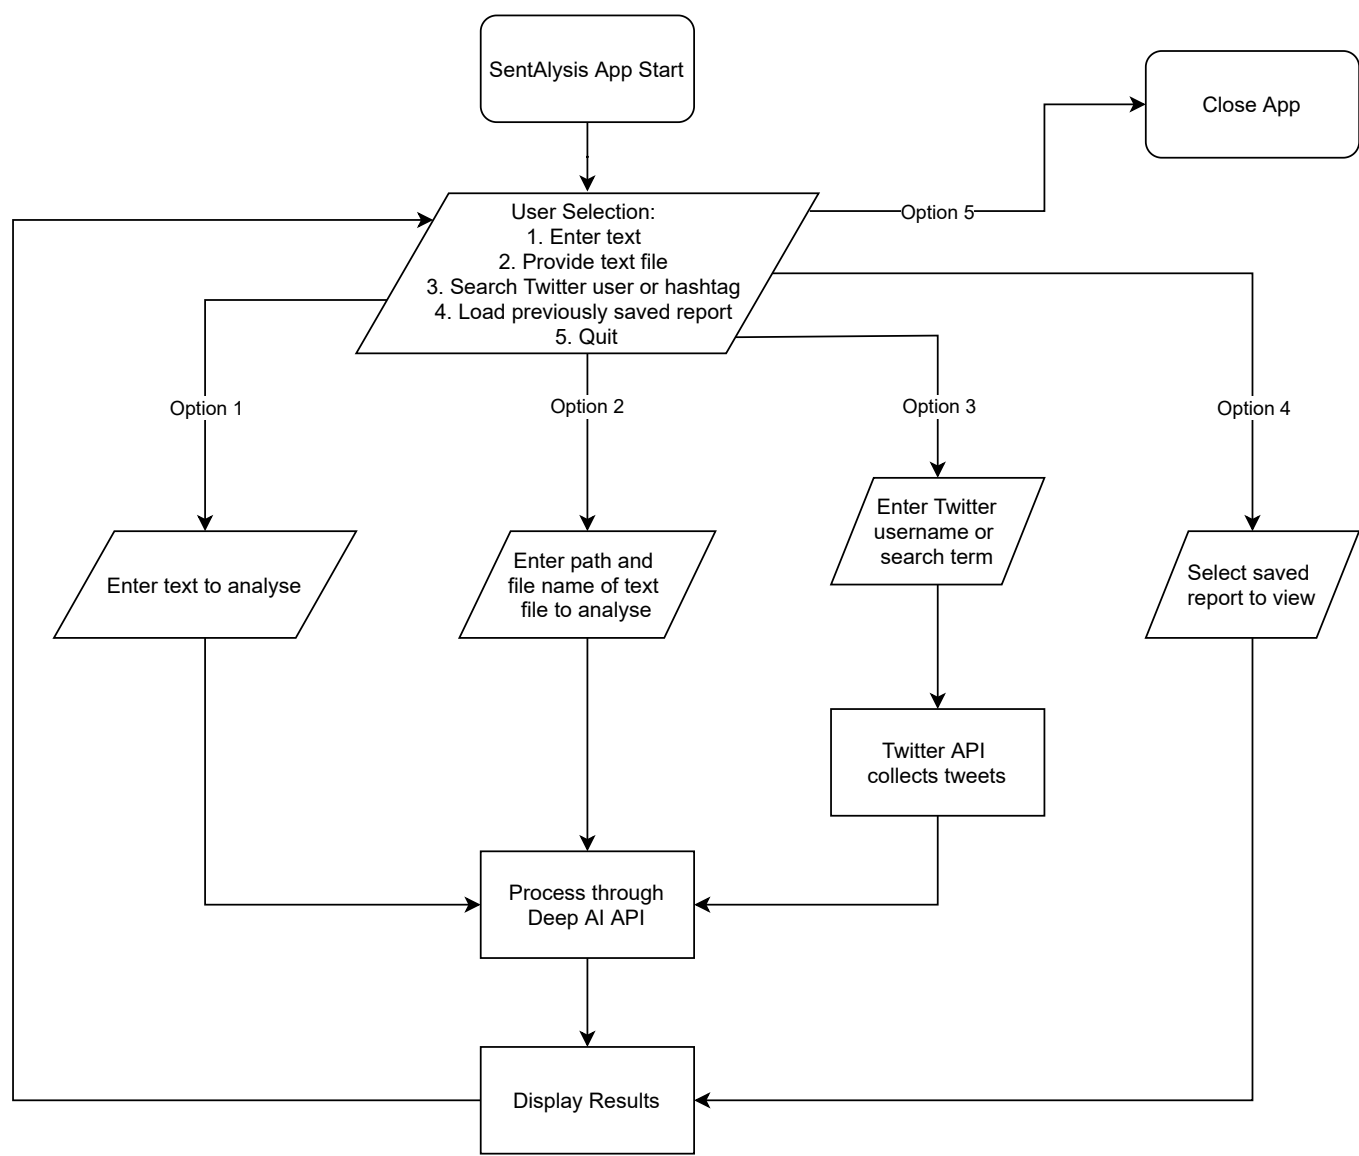 SentAlysis App Start
Close App
User Selection:
1. Enter text
2. Provide text file
3. Search Twitter user or hashtag
4. Load previously saved report
5. Quit
Option 5
Option 1
Option 2
Option 3
Option 4
Enter text to analyse
Enter path and
file name of text
file to analyse
Enter Twitter
username or
search term
Select saved
report to view
Twitter API
collects tweets
Process through
Deep AI API
Display Results